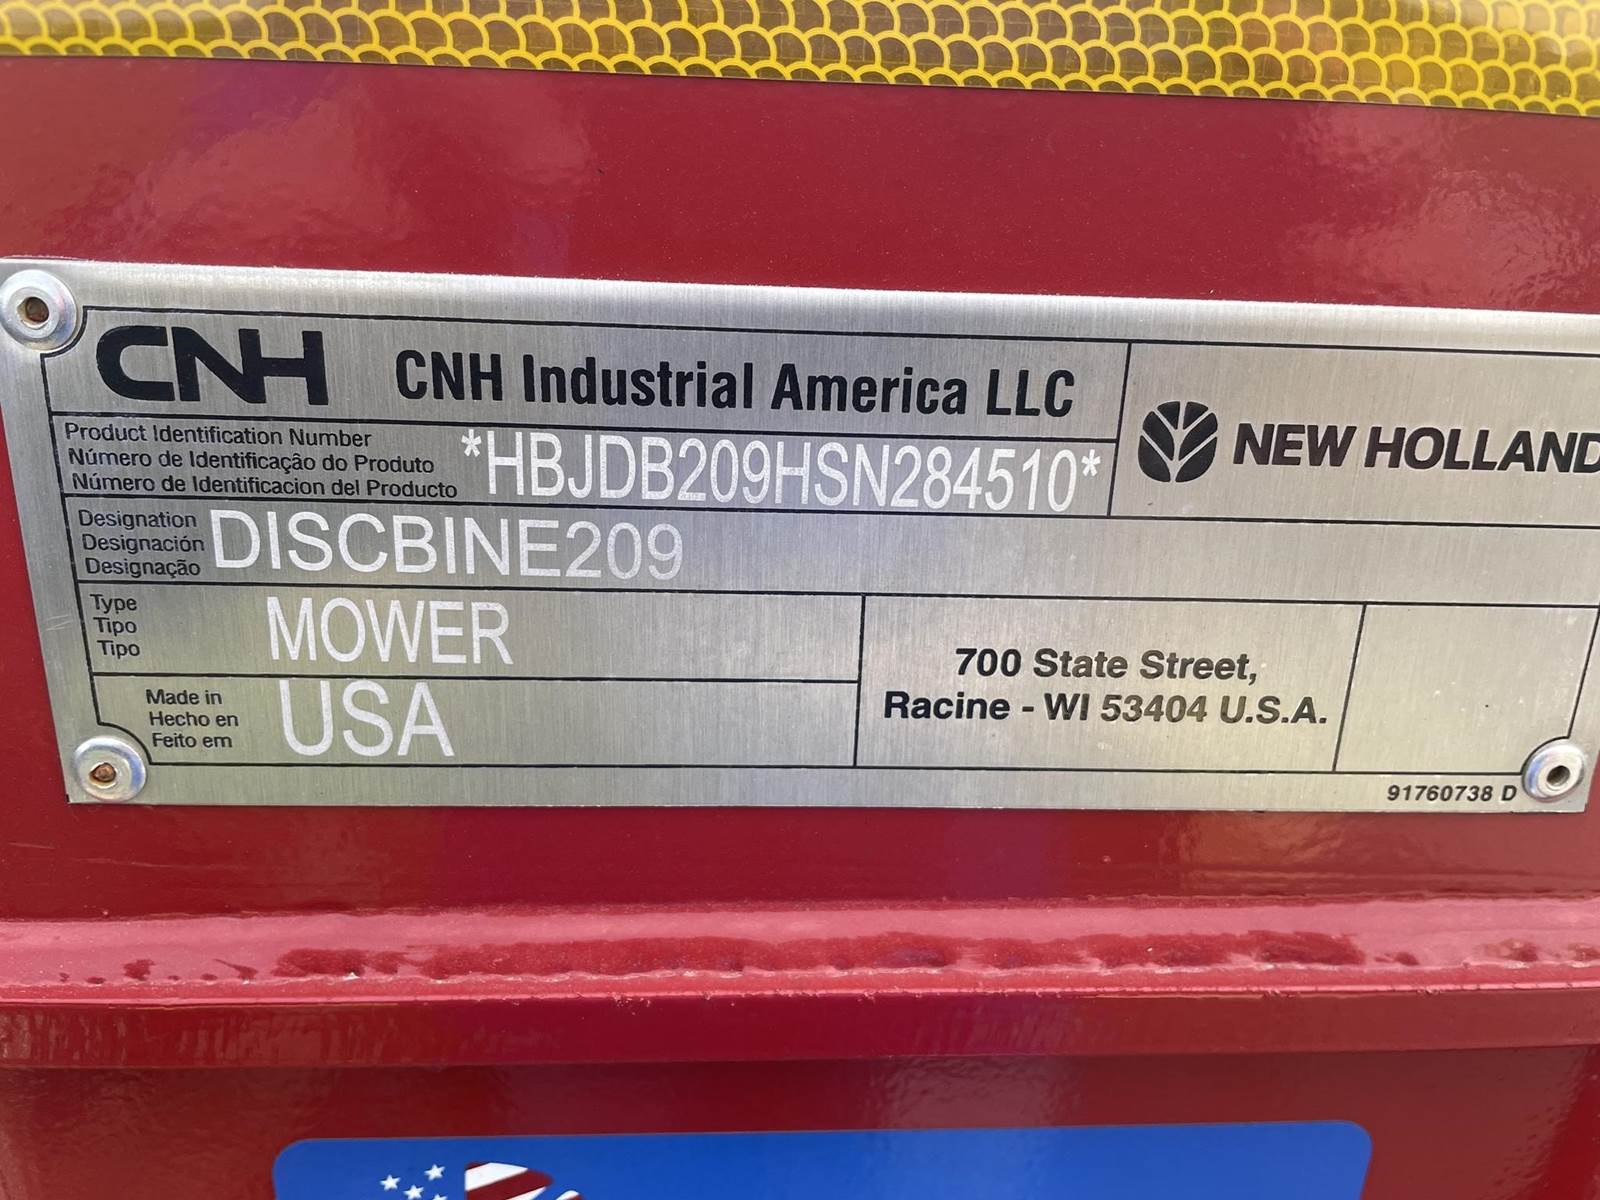 CNH CNH Industrial America LLC
Product Identification Number
Número de Identificação do Produto
Número de Identificacion del Producto
*HBJDB209HSN284510*
NEW HOLLAND
Designation
Designación
Designação
DISCBINE209
Type
Tipo
Tipo
MOWER
Made in
Hecho en
Feito em
USA
700 State Street,
Racine - WI 53404 U.S.A.
91760738 D